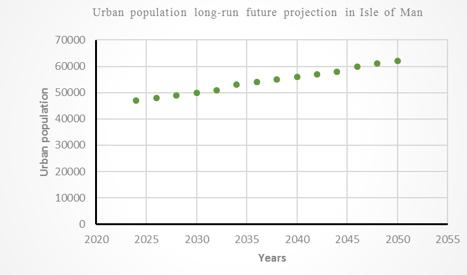 Urban population long-run future projection in Isle of Man
70000
60000
50000
40000
30000
20000
10000
0
Urban population
2020 2025 2030 2035 2040 2045 2050 2055
Years